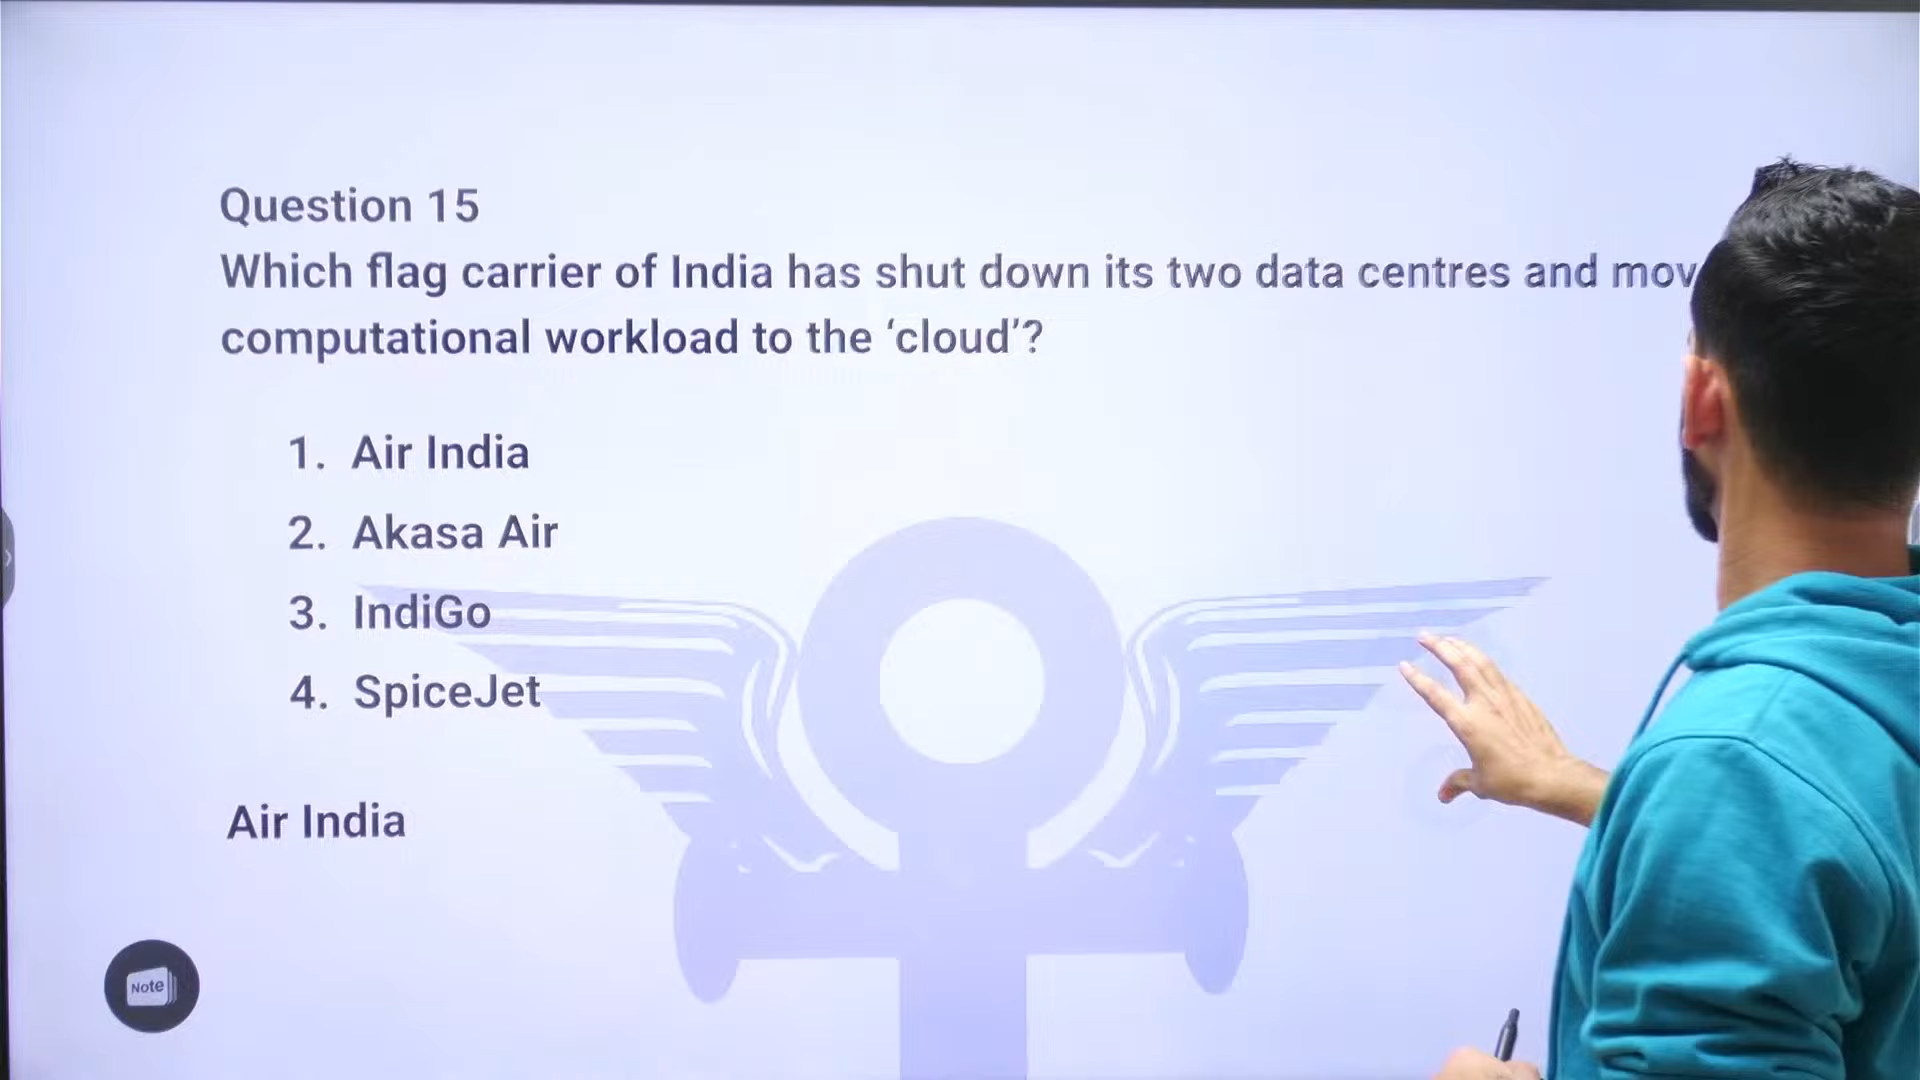 Question 15
Which flag carrier of India has shut down its two data centres and
computational workload to the ‘cloud’?
1. Air India
2. Akasa Air
3. IndiGo
4. SpiceJet
Air India
Note